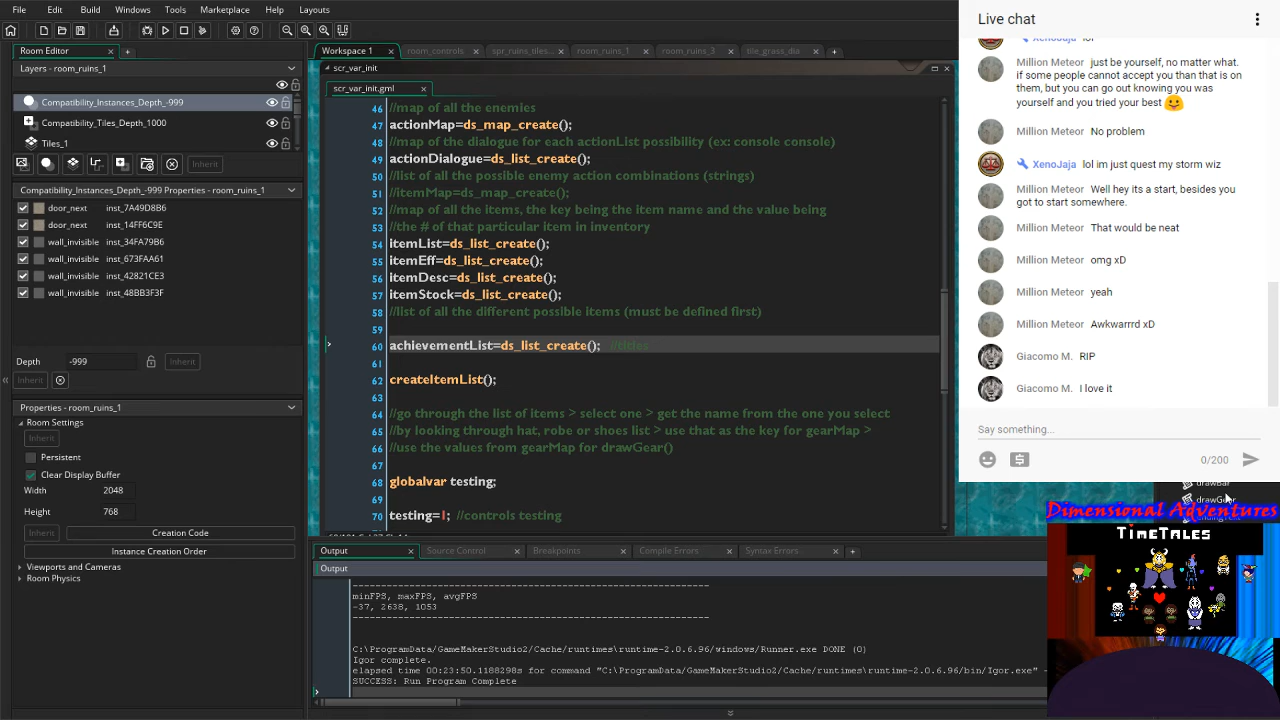 File Edit Build Windows Tools Marketplace Help Layouts
Room Editor
Layers - room_ruins_1
Compatibility_Instances_Depth_-999
Compatibility_Tiles_Depth_1000
Tiles_1
Inherit
Compatibility_Instances_Depth_-999 Properties - room_ruins_1
door_next inst_7A49D8B6
door_next inst_14FF6C9E
wall_invisible inst_34FA79B6
wall_invisible inst_673FAA61
wall_invisible inst_42821CE3
wall_invisible inst_48BB3F3F
Depth -999 Inherit
Inherit
Properties - room_ruins_1
Room Settings
Inherit
Persistent
Clear Display Buffer
Width 2048
Height 768
Inherit Creation Code
Instance Creation Order
Viewports and Cameras
Room Physics
Workspace 1 room_controls spr_ruins_tiles... room_ruins_1 room_ruins_3 tile_grass_dia
scr_var_init
scr_var_init.gml
46 //map of all the enemies
47 actionMap=ds_map_create();
48 //map of the dialogue for each actionList possibility (ex: console console)
49 actionDialogue=ds_list_create();
50 //list of all the possible enemy action combinations (strings)
51 //itemMap=ds_map_create();
52 //map of all the items, the key being the item name and the value being
53 //the # of that particular item in inventory
54 itemList=ds_list_create();
55 itemEff=ds_list_create();
56 itemDesc=ds_list_create();
57 itemStock=ds_list_create();
58 //list of all the different possible items (must be defined first)
59
60 achievementList=ds_list_create(); //titles
61
62 createItemList();
63
64 //go through the list of items > select one > get the name from the one you select
65 //by looking through hat, robe or shoes list > use that as the key for gearMap >
66 //use the values from gearMap for drawGear()
67
68 globalvar testing;
69
70 testing=1; //controls testing
Output Source Control Breakpoints Compile Errors Syntax Errors
Output
-------------------------------------------------------
minFPS, maxFPS, avgFPS
-37, 2638, 1053
-------------------------------------------------------
C:\ProgramData/GameMakerStudio2/Cache/runtimes\runtime-2.0.6.96/windows/Runner.exe DONE (0)
Igor complete.
elapsed time 00:23:50.1188298s for command "C:\ProgramData/GameMakerStudio2/Cache/runtimes\runtime-2.0.6.96/bin/Igor.exe"
SUCCESS: Run Program Complete
Live chat
XenoJaja lol
Million Meteor just be yourself, no matter what.
if some people cannot accept you than that is on
them, but you can go out knowing you was
yourself and you tried your best
Million Meteor No problem
XenoJaja lol im just quest my storm wiz
Million Meteor Well hey its a start, besides you
got to start somewhere.
Million Meteor That would be neat
Million Meteor omg xD
Million Meteor yeah
Million Meteor Awkwarrrd xD
Giacomo M. RIP
Giacomo M. I love it
Say something...
0/200
drawBar
drawGear
Dimensional Adventures
TimeTales